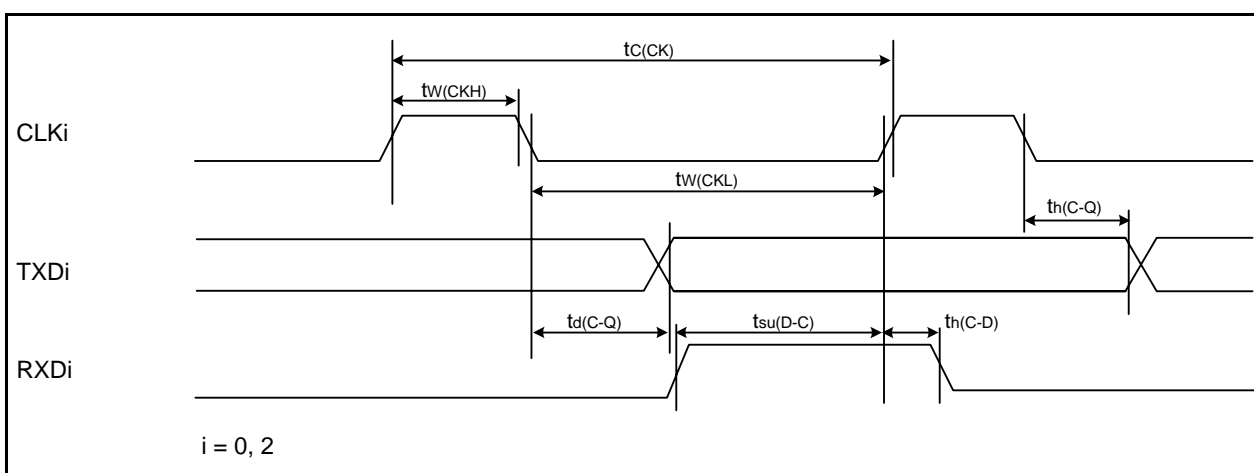 tC(CK)
tW(CKH)
CLKi
tW(CKL)
th(C-Q)
TXDi
td(C-Q)
tsu(D-C)
th(C-D)
RXDi
i = 0, 2